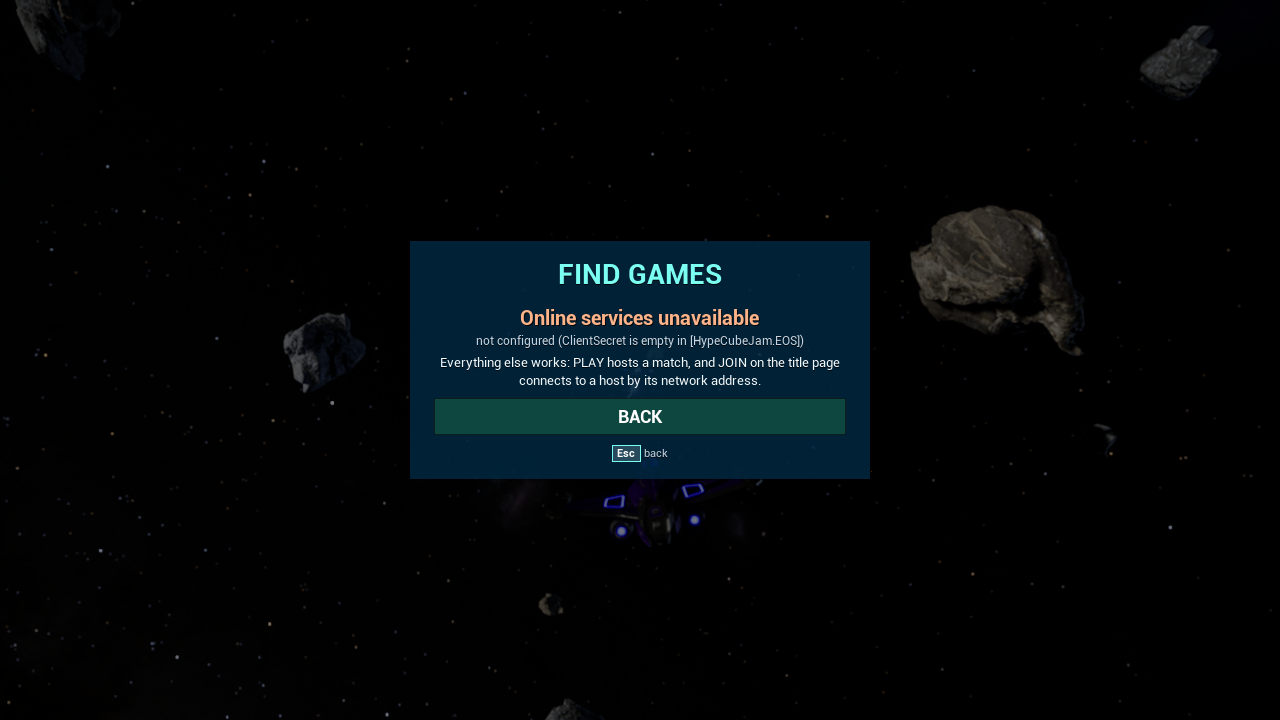 FIND GAMES
Online services unavailable
not configured (ClientSecret is empty in [HypeCubeJam.EOS])
Everything else works: PLAY hosts a match, and JOIN on the title page
connects to a host by its network address.
BACK
Esc back